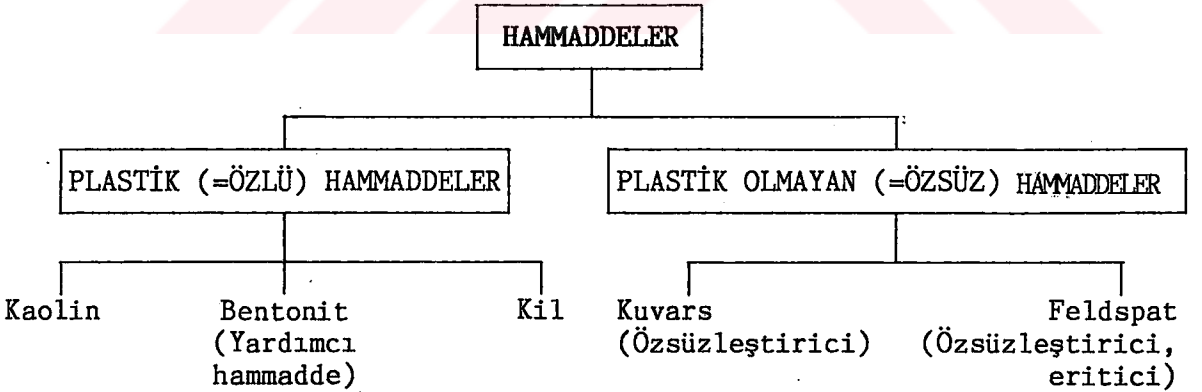 HAMMADDELER
PLASTİK (=ÖZLÜ) HAMMADDELER
PLASTİK OLMAYAN (=ÖZSÜZ) HAMMADDELER
Kaolin
Bentonit
(Yardımcı
hammadde)
Kil
Kuvars
(Özsüzleştirici)
Feldspat
(Özsüzleştirici,
eritici)